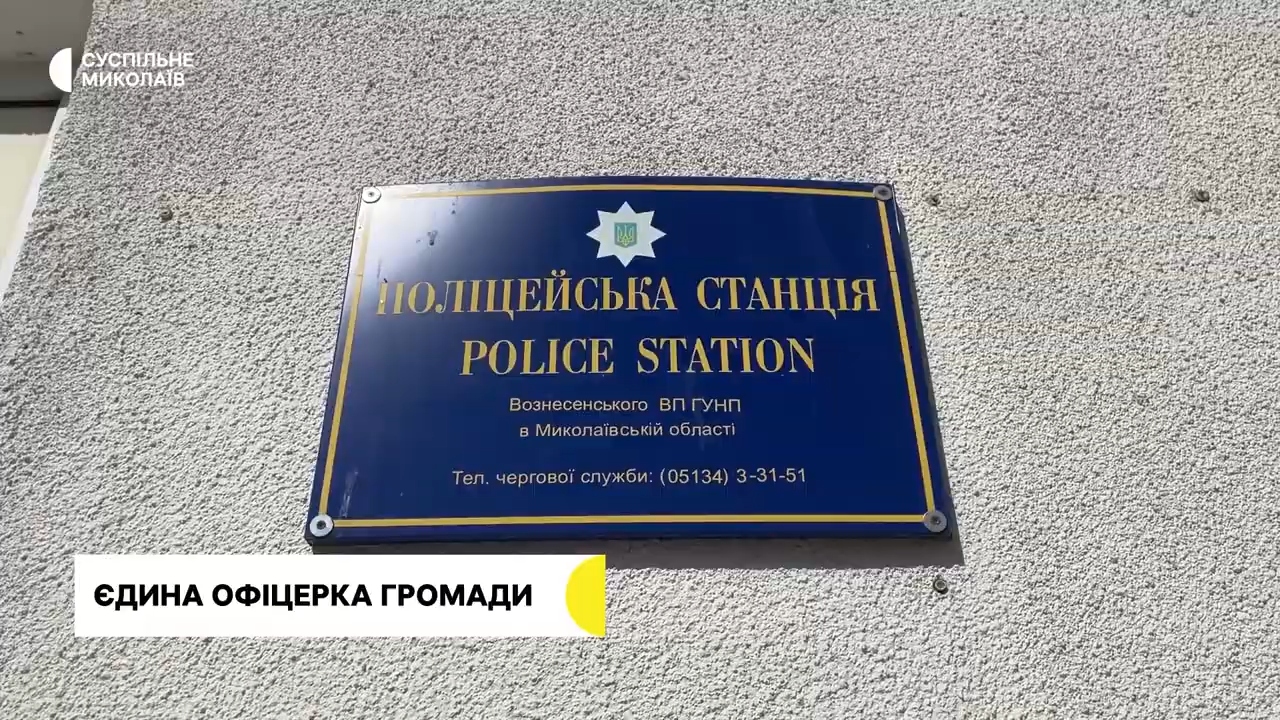 СУСПІЛЬНЕ
МИКОЛАЇВ
ПОЛІЦЕЙСЬКА СТАНЦІЯ
POLICE STATION
Вознесенського ВП ГУНП
в Миколаївській області
Тел. чергової служби: (05134) 3-31-51
ЄДИНА ОФІЦЕРКА ГРОМАДИ